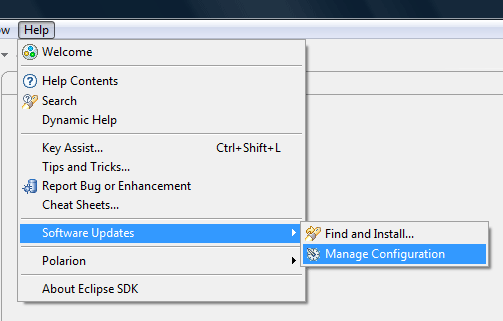 ow Help
Welcome
Help Contents
Search
Dynamic Help
Key Assist... Ctrl+Shift+L
Tips and Tricks...
Report Bug or Enhancement
Cheat Sheets...
Software Updates
Find and Install...
Manage Configuration
Polarion
About Eclipse SDK